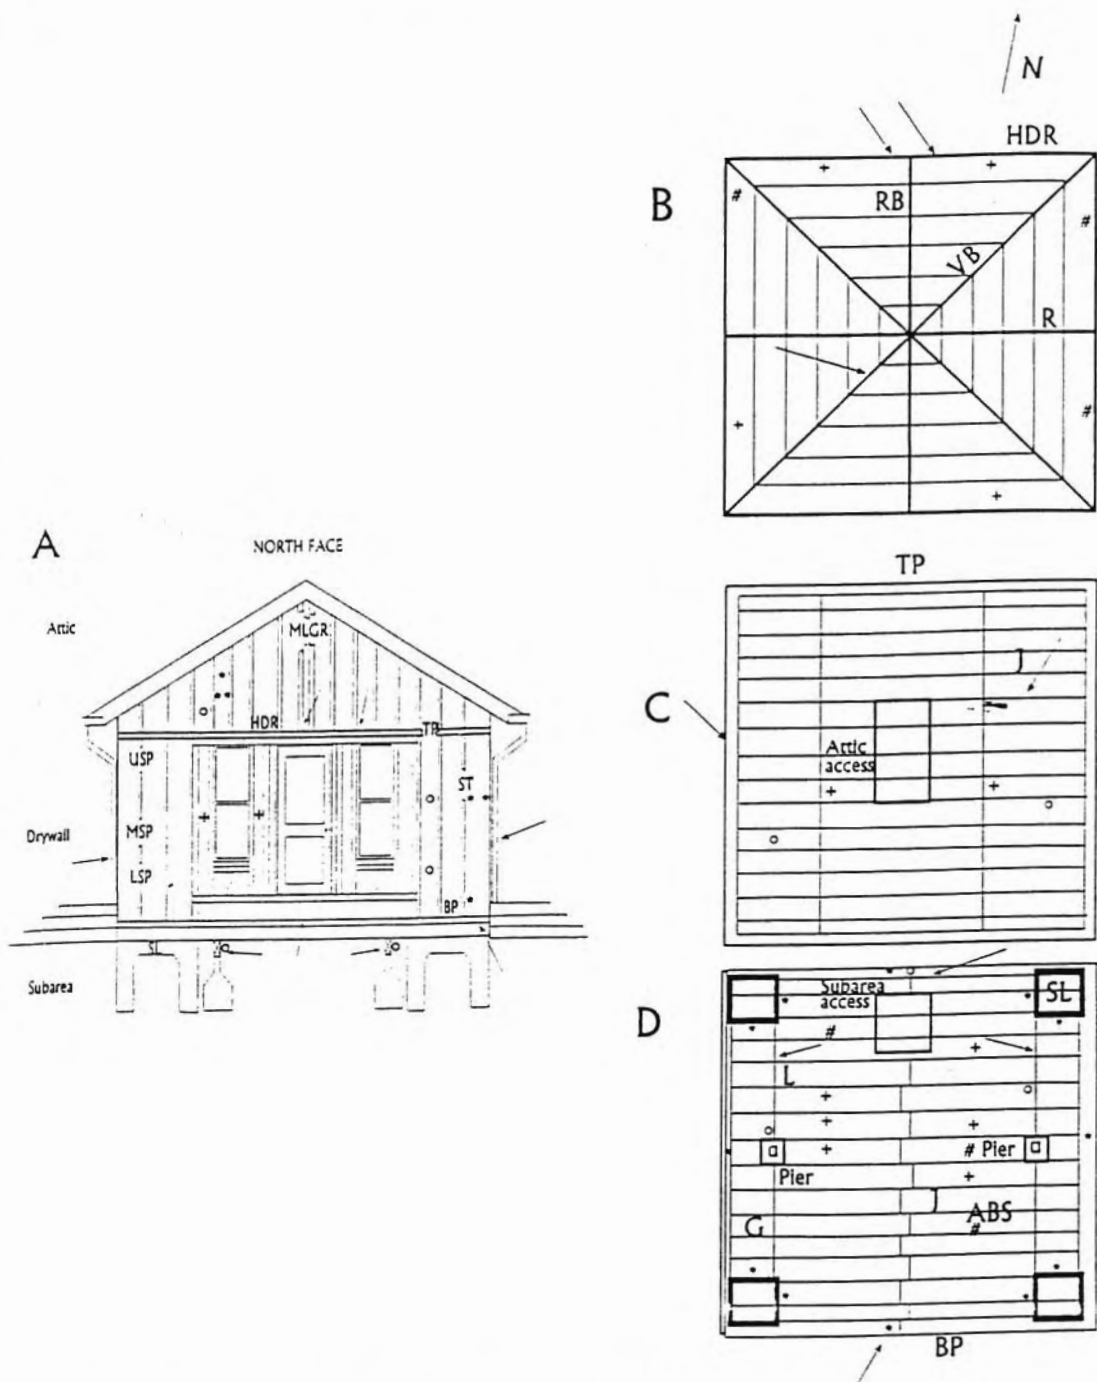 N
B
HDR
+ +
# #
RB
VB
R
+ #
+
A
NORTH FACE
Attic
MLGR
HDR
TP
USP
ST
+ +
MSP
Drywall
LSP
BP
SL
Subarea
TP
J
C
Attic
access
+ +
D
Subarea
access
SL
#
+
L
+
+ +
+ # Pier
Pier
+
J
G
ABS
#
BP